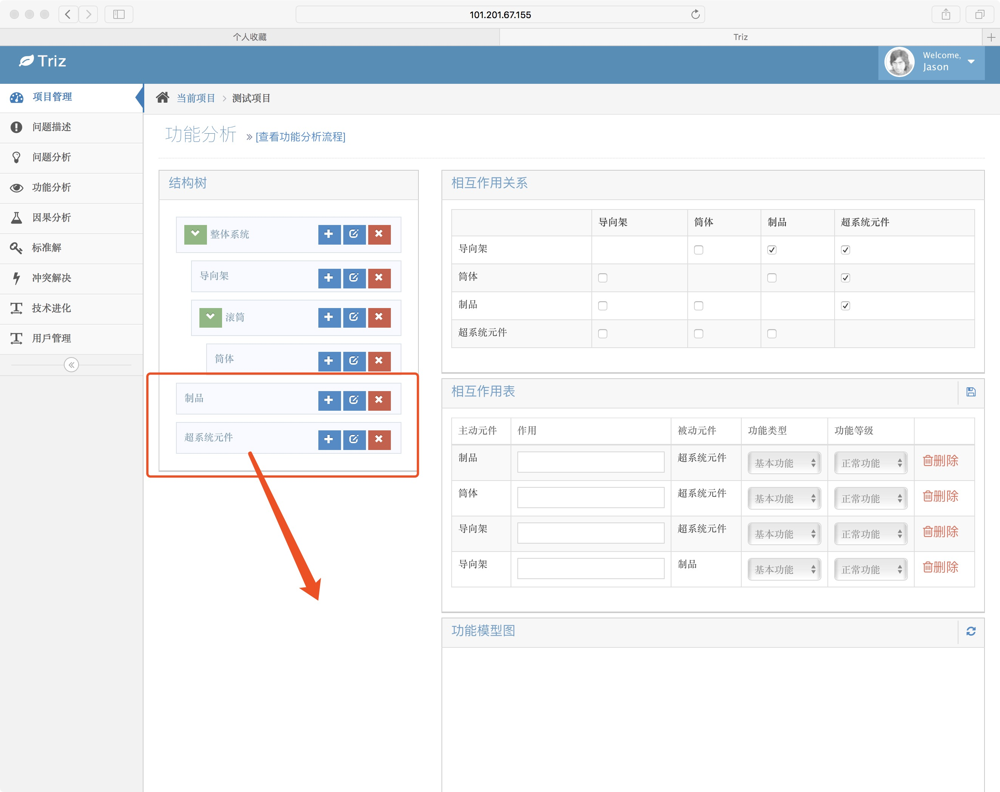 101.201.67.155
个人收藏
Triz
Triz
Welcome,
Jason
项目管理
问题描述
问题分析
功能分析
因果分析
标准解
冲突解决
技术进化
用戶管理
当前项目
测试项目
功能分析 » [查看功能分析流程]
结构树
整体系统
导向架
滚筒
筒体
制品
超系统元件
相互作用关系
导向架 筒体 制品 超系统元件
导向架
筒体
制品
超系统元件
相互作用表
主动元件 作用 被动元件 功能类型 功能等级
制品 超系统元件 基本功能 正常功能 删除
筒体 超系统元件 基本功能 正常功能 删除
导向架 超系统元件 基本功能 正常功能 删除
导向架 制品 基本功能 正常功能 删除
功能模型图